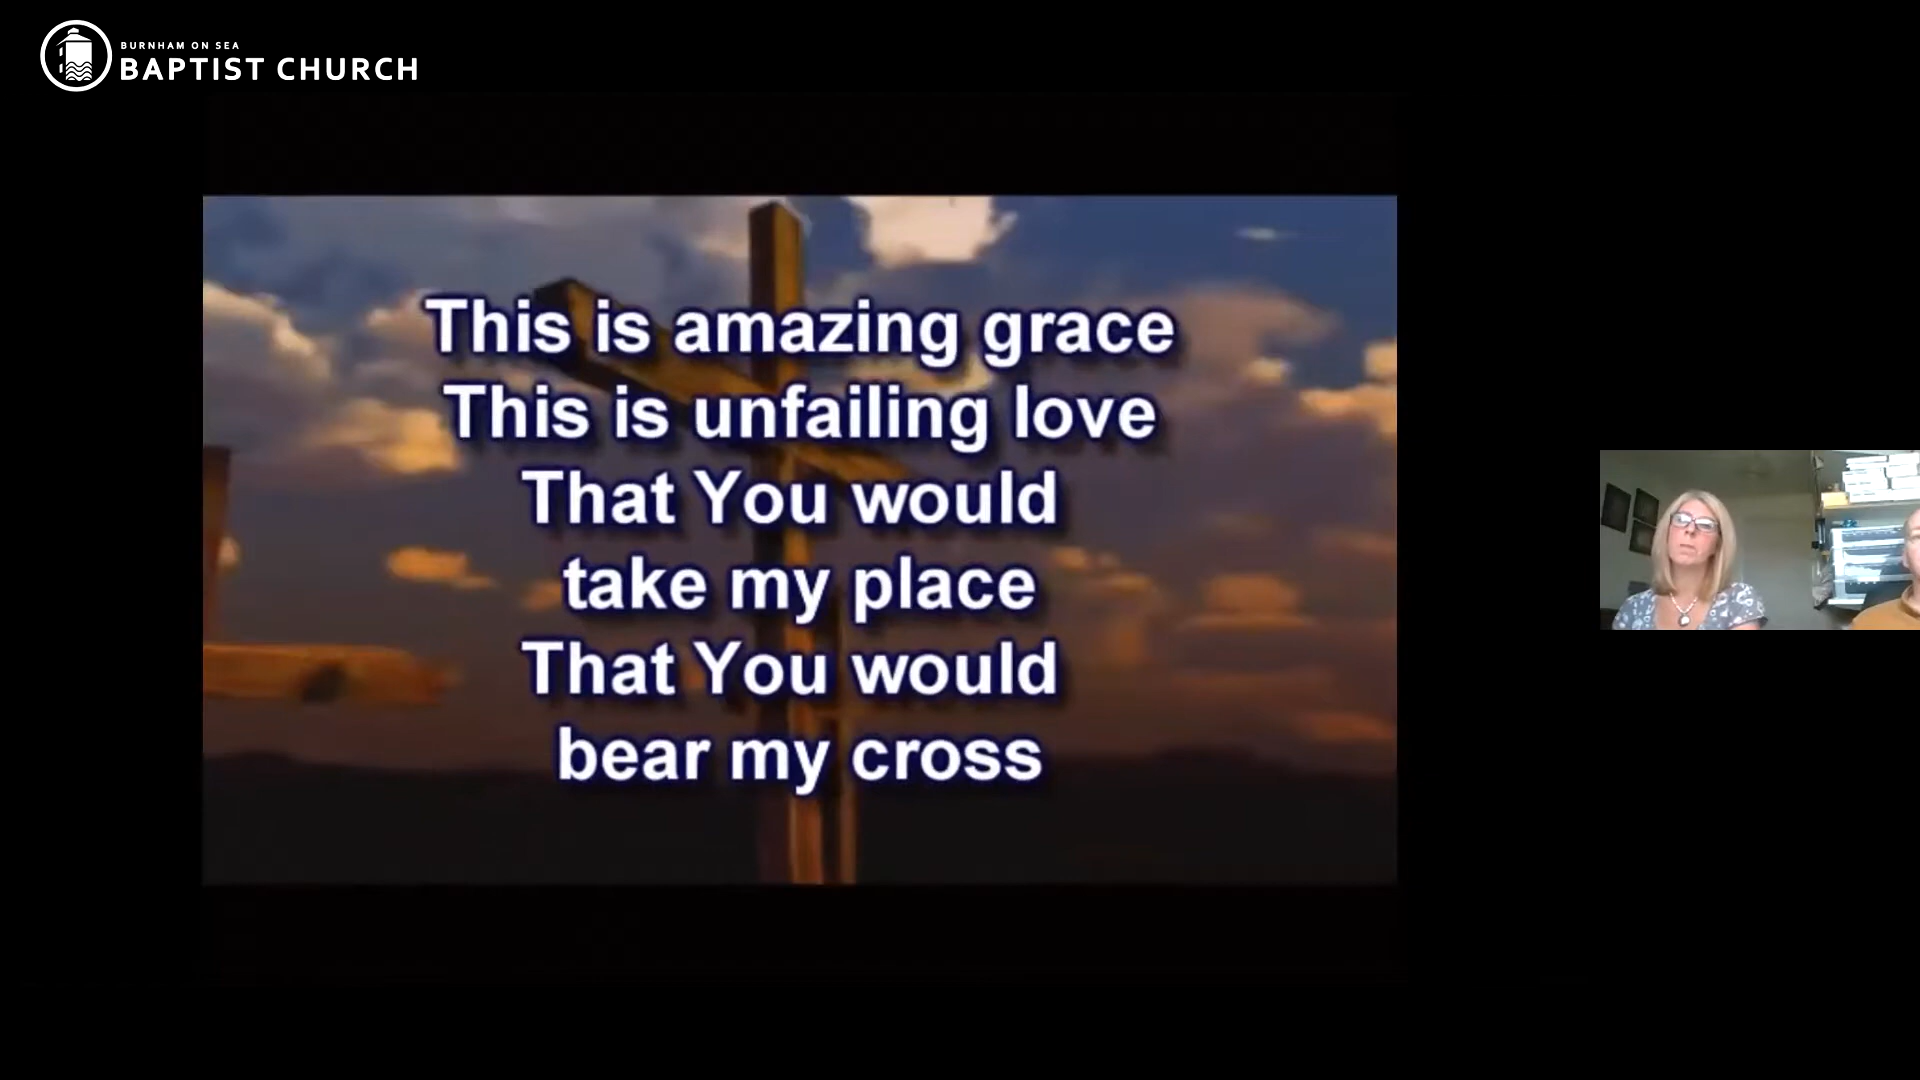 BURNHAM ON SEA
BAPTIST CHURCH
This is amazing grace
This is unfailing love
That You would
take my place
That You would
bear my cross